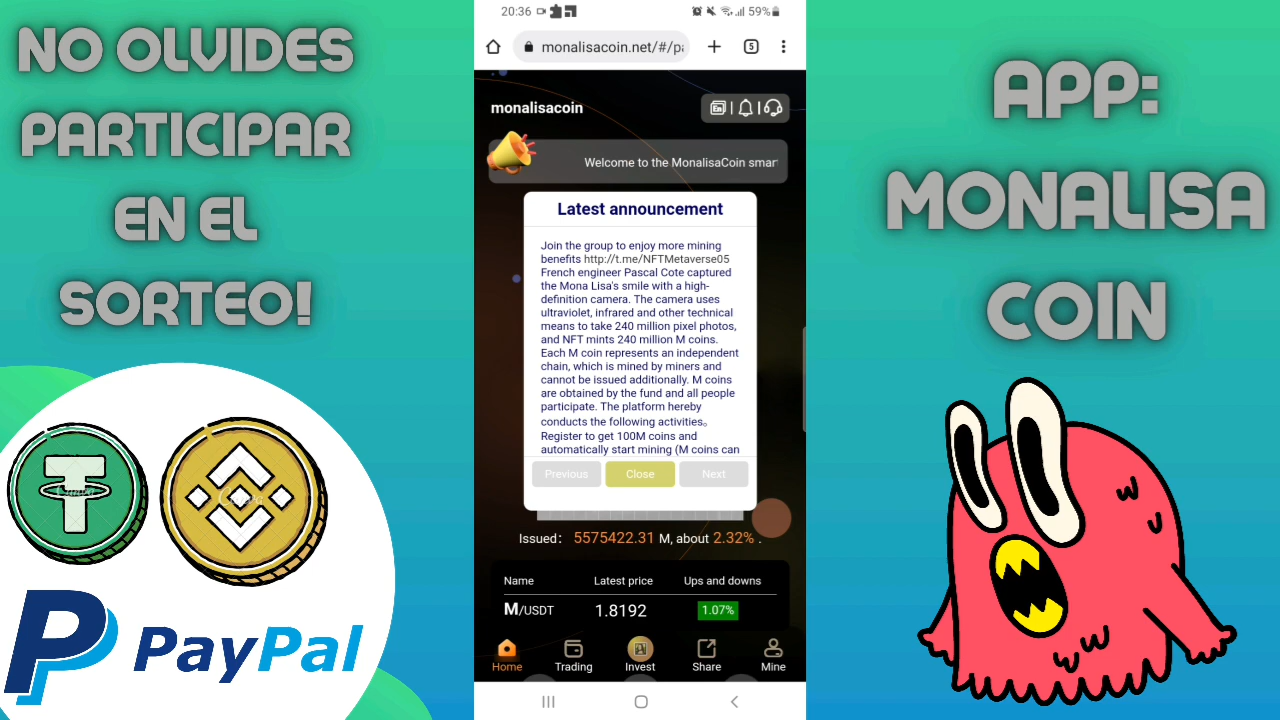 NO OLVIDES
PARTICIPAR
EN EL
SORTEO!
PayPal
20:36
59%
monalisacoin.net/#/pa
5
monalisacoin
En
Welcome to the MonalisaCoin smar
Latest announcement
Join the group to enjoy more mining
benefits http://t.me/NFTMetaverse05
French engineer Pascal Cote captured
the Mona Lisa's smile with a high-
definition camera. The camera uses
ultraviolet, infrared and other technical
means to take 240 million pixel photos,
and NFT mints 240 million M coins.
Each M coin represents an independent
chain, which is mined by miners and
cannot be issued additionally. M coins
are obtained by the fund and all people
participate. The platform hereby
conducts the following activities。
Register to get 100M coins and
automatically start mining (M coins can
Previous Close Next
Issued： 5575422.31 M, about 2.32% .
Name Latest price Ups and downs
M/USDT 1.8192 1.07%
Home Trading Invest Share Mine
APP:
MONALISA
COIN